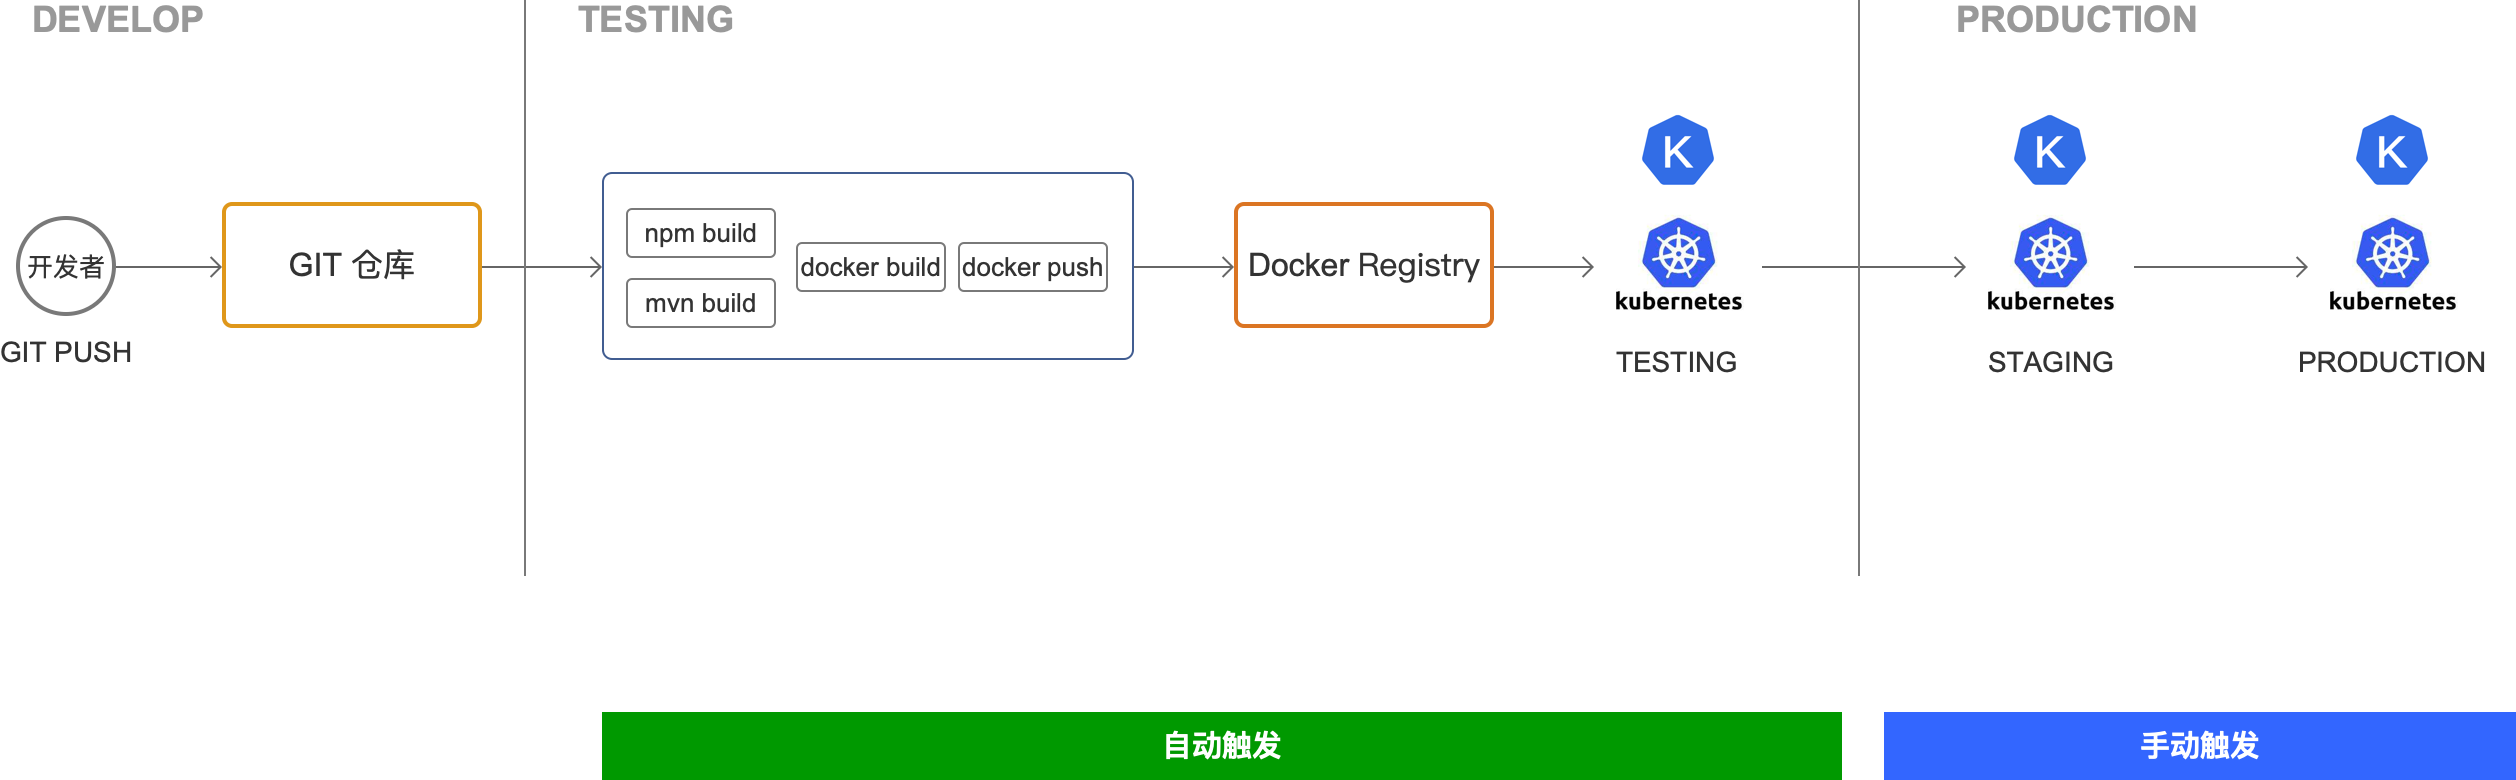 DEVELOP
TESTING
PRODUCTION
开发者
GIT PUSH
GIT 仓库
npm build
mvn build
docker build
docker push
Docker Registry
K
kubernetes
TESTING
K
kubernetes
STAGING
K
kubernetes
PRODUCTION
自动触发
手动触发